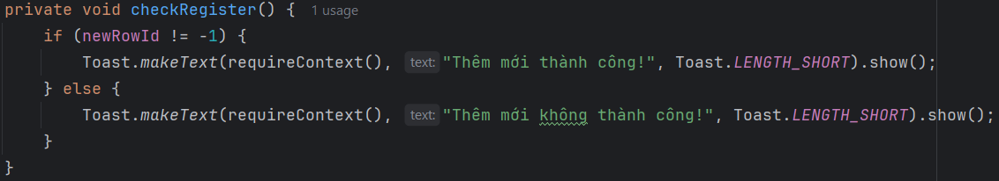 private void checkRegister() { 1 usage
if (newRowId != -1) {
Toast.makeText(requireContext(), text: "Thêm mới thành công!", Toast.LENGTH_SHORT).show();
} else {
Toast.makeText(requireContext(), text: "Thêm mới không thành công!", Toast.LENGTH_SHORT).show();
}
}